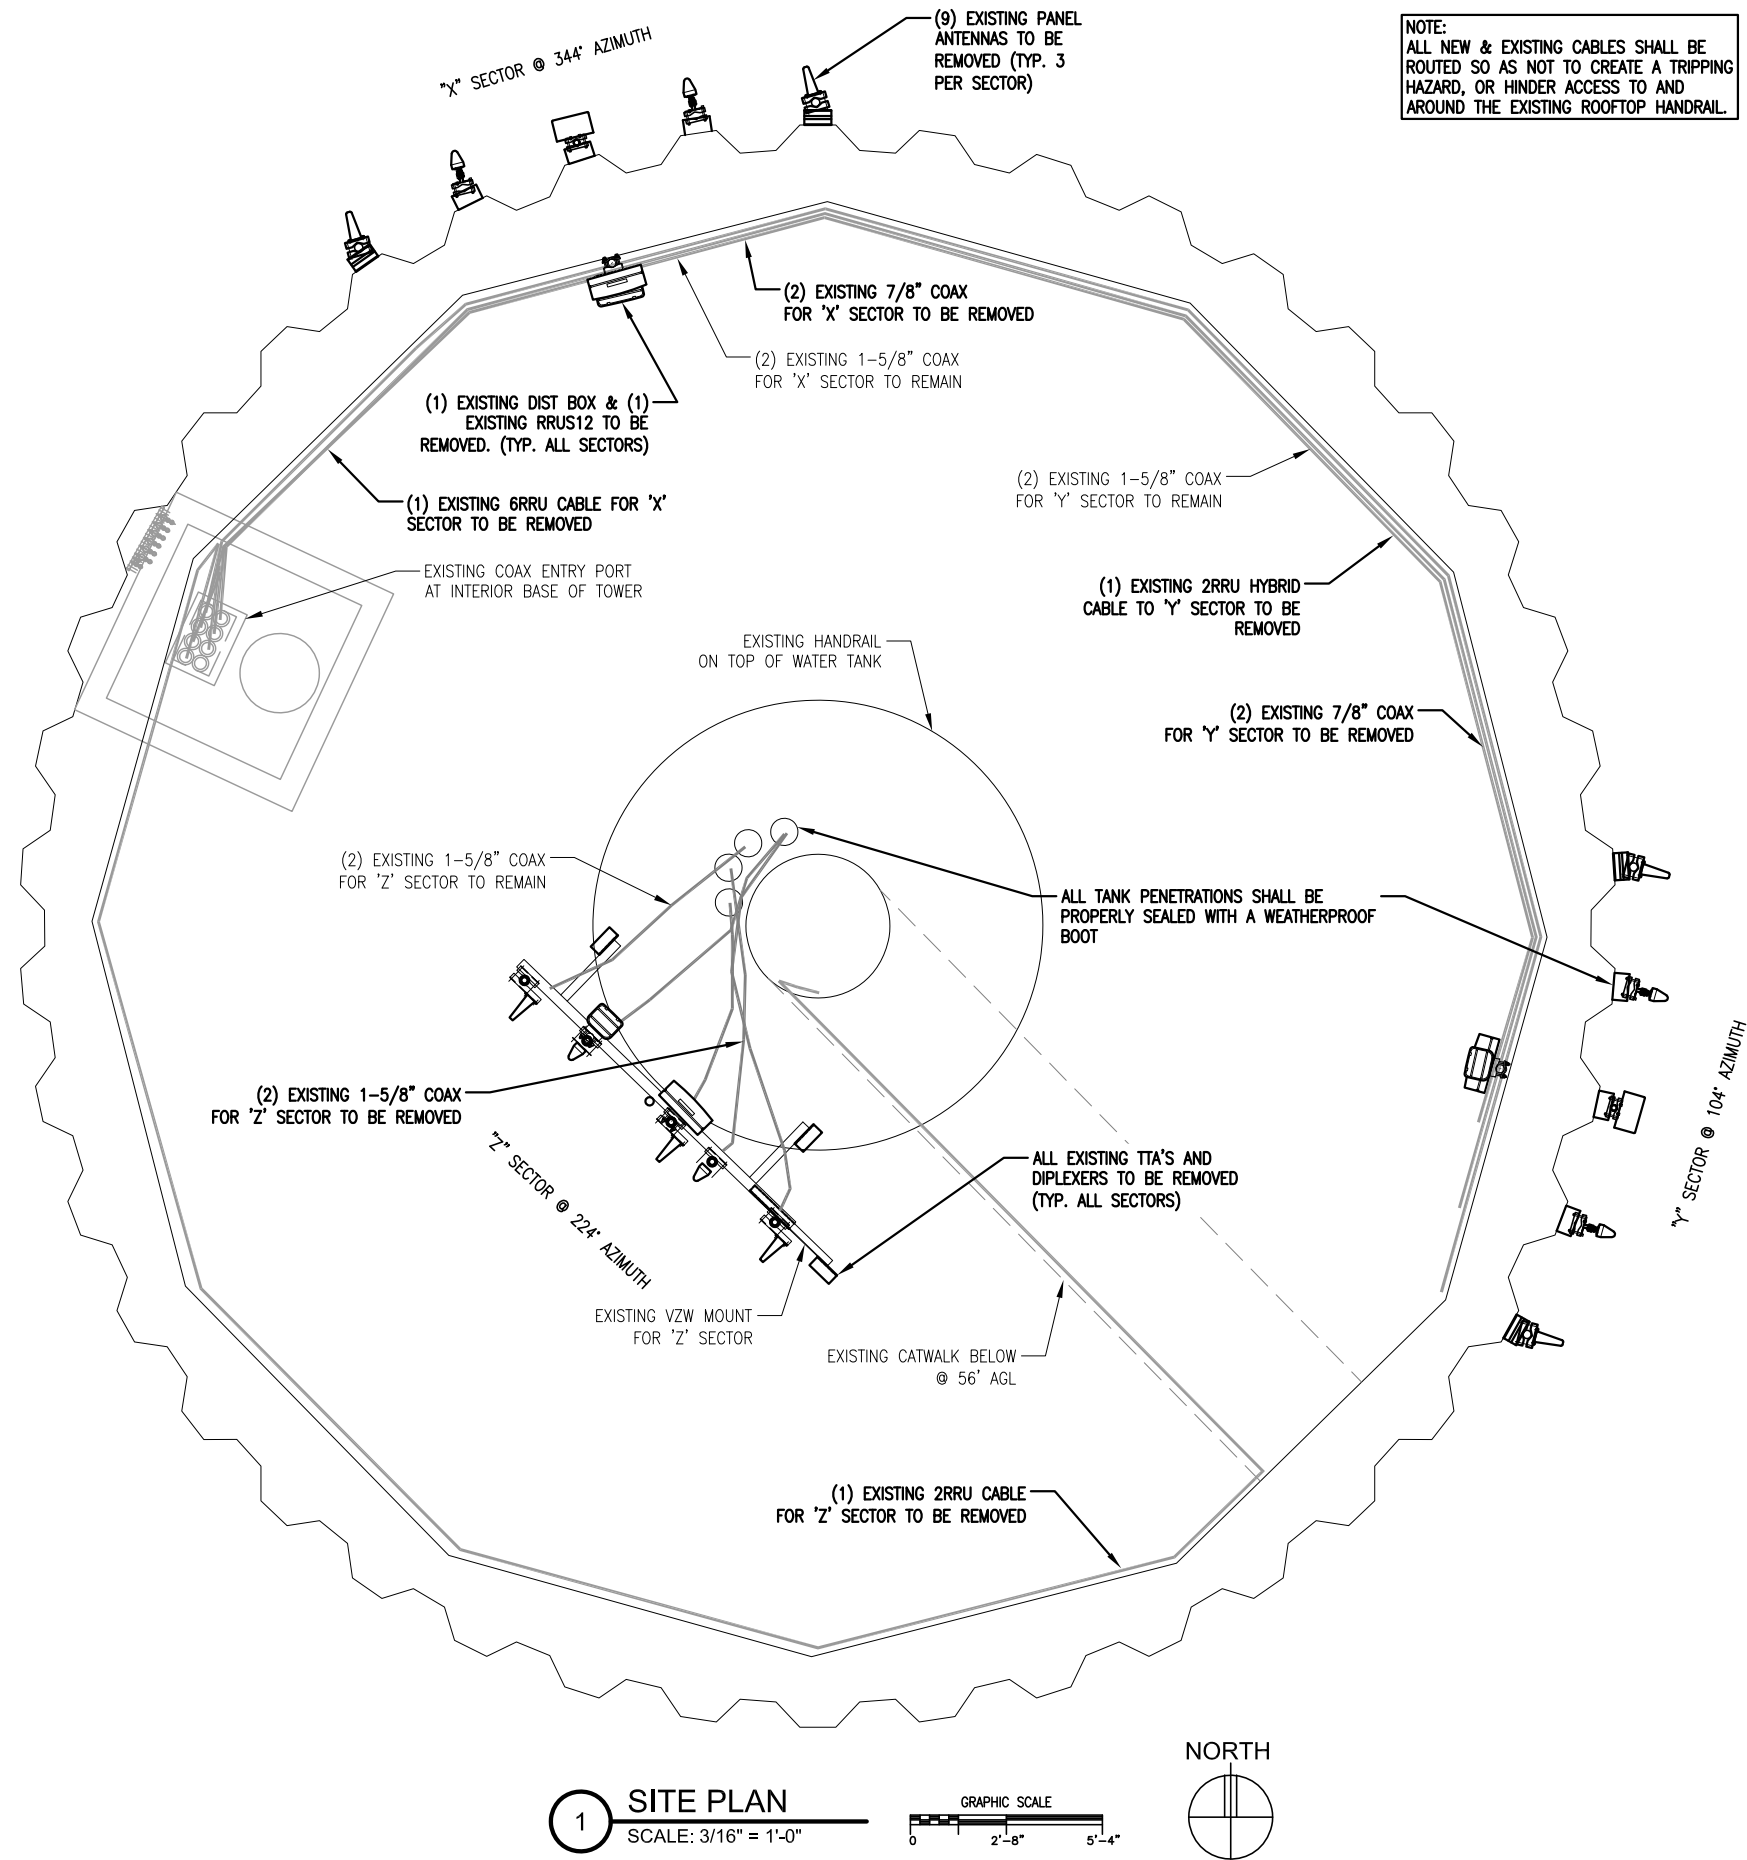 (9) EXISTING PANEL
ANTENNAS TO BE
REMOVED (TYP. 3
PER SECTOR)
NOTE:
ALL NEW & EXISTING CABLES SHALL BE
ROUTED SO AS NOT TO CREATE A TRIPPING
HAZARD, OR HINDER ACCESS TO AND
AROUND THE EXISTING ROOFTOP HANDRAIL.
"X" SECTOR @ 344° AZIMUTH
(2) EXISTING 7/8" COAX
FOR 'X' SECTOR TO BE REMOVED
(2) EXISTING 1-5/8" COAX
FOR 'X' SECTOR TO REMAIN
(1) EXISTING DIST BOX & (1)
EXISTING RRUS12 TO BE
REMOVED. (TYP. ALL SECTORS)
(2) EXISTING 1-5/8" COAX
FOR 'Y' SECTOR TO REMAIN
(1) EXISTING 6RRU CABLE FOR 'X'
SECTOR TO BE REMOVED
EXISTING COAX ENTRY PORT
AT INTERIOR BASE OF TOWER
(1) EXISTING 2RRU HYBRID
CABLE TO 'Y' SECTOR TO BE
REMOVED
EXISTING HANDRAIL
ON TOP OF WATER TANK
(2) EXISTING 7/8" COAX
FOR 'Y' SECTOR TO BE REMOVED
(2) EXISTING 1-5/8" COAX
FOR 'Z' SECTOR TO REMAIN
ALL TANK PENETRATIONS SHALL BE
PROPERLY SEALED WITH A WEATHERPROOF
BOOT
(2) EXISTING 1-5/8" COAX
FOR 'Z' SECTOR TO BE REMOVED
"Z" SECTOR @ 224° AZIMUTH
"Y" SECTOR @ 104° AZIMUTH
ALL EXISTING TTA'S AND
DIPLEXERS TO BE REMOVED
(TYP. ALL SECTORS)
EXISTING VZW MOUNT
FOR 'Z' SECTOR
EXISTING CATWALK BELOW
@ 56' AGL
(1) EXISTING 2RRU CABLE
FOR 'Z' SECTOR TO BE REMOVED
NORTH
1
SITE PLAN
SCALE: 3/16" = 1'-0"
GRAPHIC SCALE
0 2'-8" 5'-4"